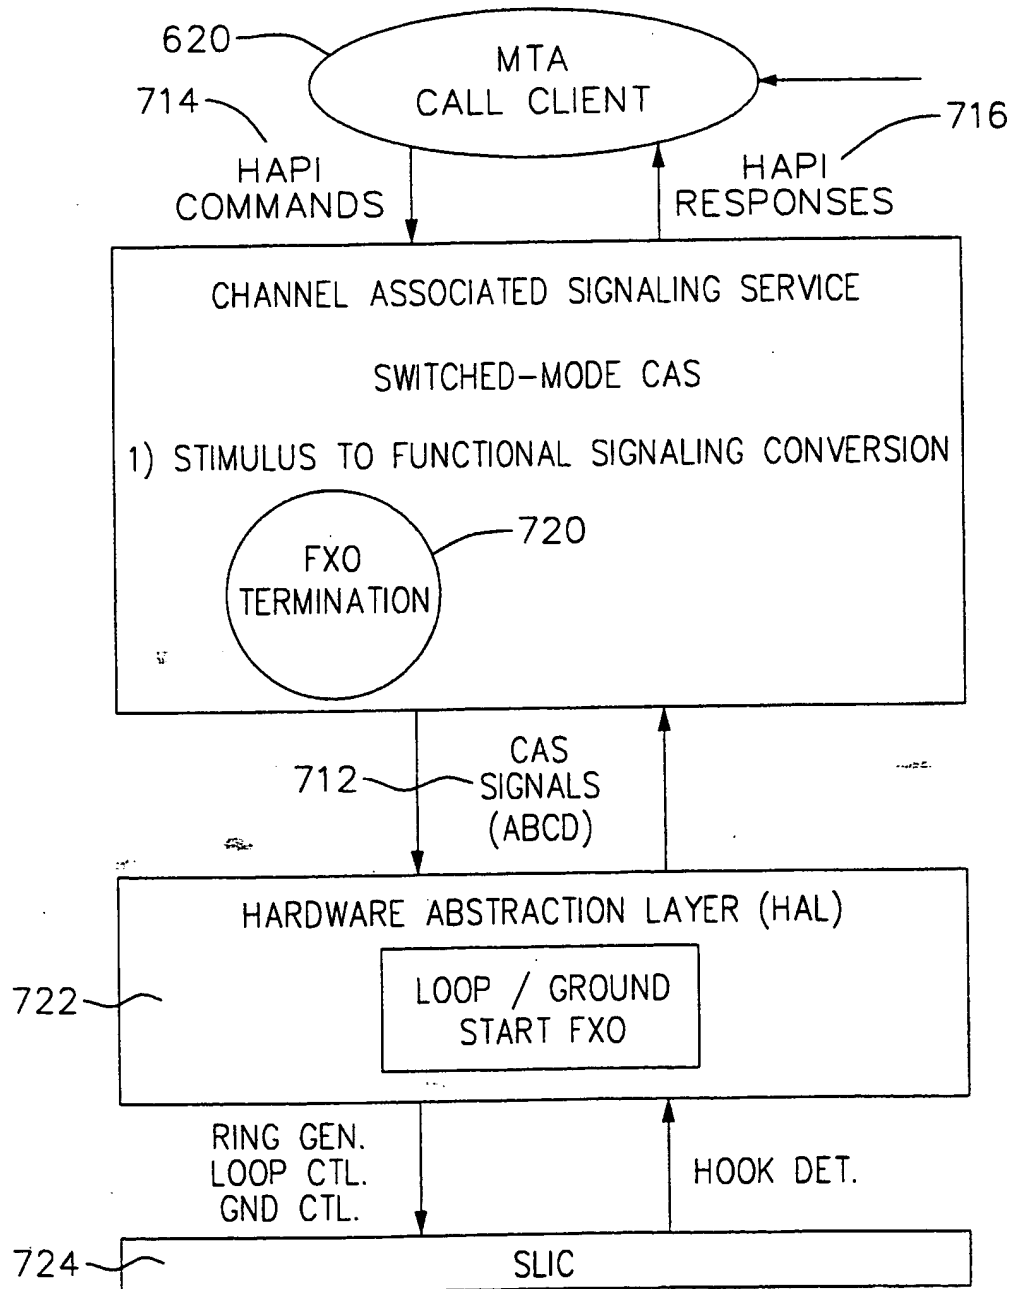 620
MTA
CALL CLIENT
714
716
HAPI
COMMANDS
HAPI
RESPONSES
CHANNEL ASSOCIATED SIGNALING SERVICE
SWITCHED-MODE CAS
1) STIMULUS TO FUNCTIONAL SIGNALING CONVERSION
720
FXO
TERMINATION
712
CAS
SIGNALS
(ABCD)
HARDWARE ABSTRACTION LAYER (HAL)
722
LOOP / GROUND
START FXO
RING GEN.
LOOP CTL.
GND CTL.
HOOK DET.
724
SLIC